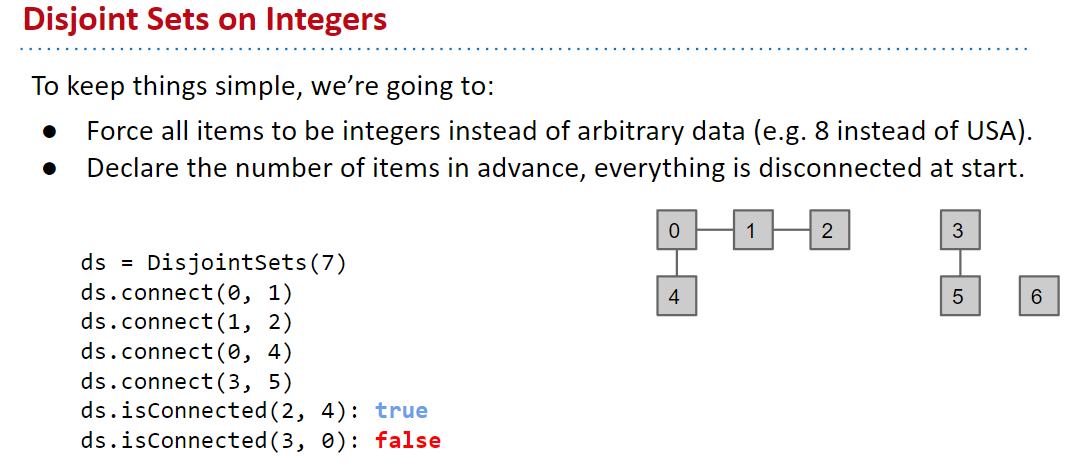 Disjoint Sets on Integers
To keep things simple, we’re going to:
● Force all items to be integers instead of arbitrary data (e.g. 8 instead of USA).
● Declare the number of items in advance, everything is disconnected at start.
0 1 2 3
4 5 6
ds = DisjointSets(7)
ds.connect(0, 1)
ds.connect(1, 2)
ds.connect(0, 4)
ds.connect(3, 5)
ds.isConnected(2, 4): true
ds.isConnected(3, 0): false